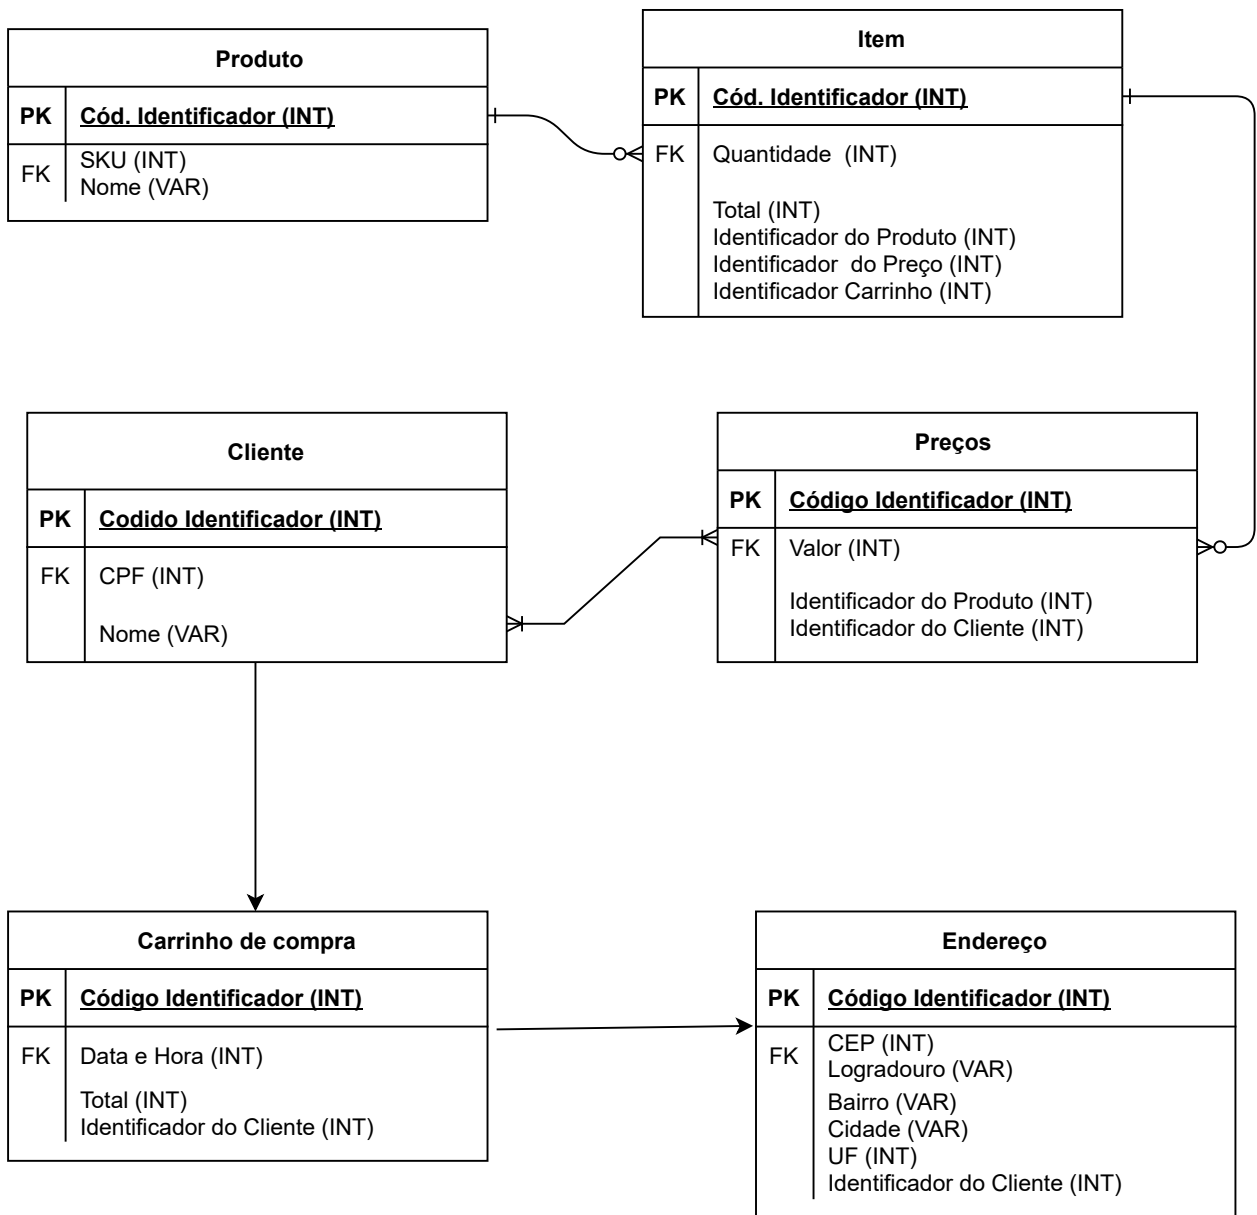 Produto
PK Cód. Identificador (INT)
FK SKU (INT)
Nome (VAR)
Item
PK Cód. Identificador (INT)
FK Quantidade  (INT)
Total (INT)
Identificador do Produto (INT)
Identificador  do Preço (INT)
Identificador Carrinho (INT)
Cliente
PK Codido Identificador (INT)
FK CPF (INT)
Nome (VAR)
Preços
PK Código Identificador (INT)
FK Valor (INT)
Identificador do Produto (INT)
Identificador do Cliente (INT)
Carrinho de compra
PK Código Identificador (INT)
FK Data e Hora (INT)
Total (INT)
Identificador do Cliente (INT)
Endereço
PK Código Identificador (INT)
FK CEP (INT)
Logradouro (VAR)
Bairro (VAR)
Cidade (VAR)
UF (INT)
Identificador do Cliente (INT)